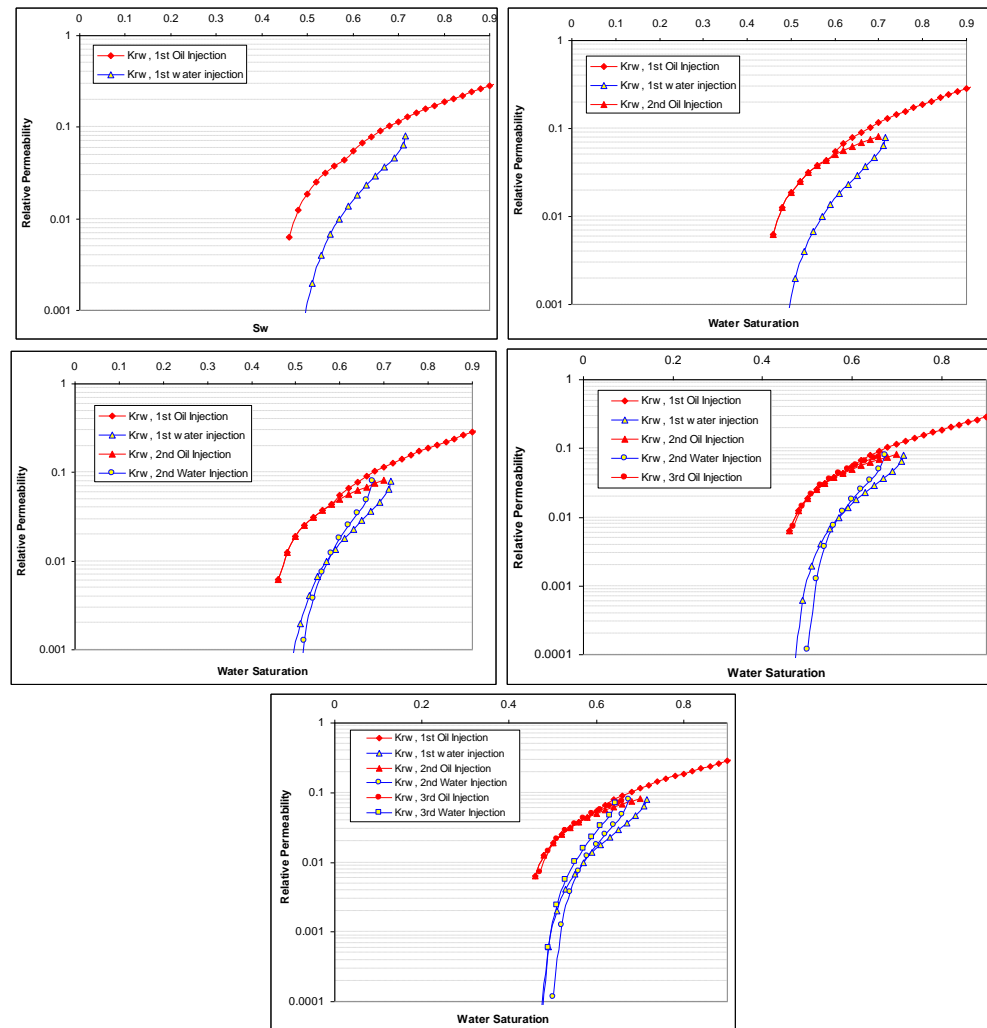 0 0.1 0.2 0.3 0.4 0.5 0.6 0.7 0.8 0.9
1
0.1
0.01
0.001
Relative Permeability
Krw , 1st Oil Injection
Krw , 1st water injection
Sw
0 0.1 0.2 0.3 0.4 0.5 0.6 0.7 0.8 0.9
1
0.1
0.01
0.001
Relative Permeability
Krw , 1st Oil Injection
Krw , 1st water injection
Krw , 2nd Oil Injection
Water Saturation
0 0.1 0.2 0.3 0.4 0.5 0.6 0.7 0.8 0.9
1
0.1
0.01
0.001
Relative Permeability
Krw , 1st Oil Injection
Krw , 1st water injection
Krw , 2nd Oil Injection
Krw , 2nd Water Injection
Water Saturation
0 0.2 0.4 0.6 0.8
1
0.1
0.01
0.001
0.0001
Relative Permeability
Krw , 1st Oil Injection
Krw , 1st water injection
Krw , 2nd Oil Injection
Krw , 2nd Water Injection
Krw , 3rd Oil Injection
Water Saturation
0 0.2 0.4 0.6 0.8
1
0.1
0.01
0.001
0.0001
Relative Permeability
Krw , 1st Oil Injection
Krw , 1st water injection
Krw , 2nd Oil Injection
Krw , 2nd Water Injection
Krw , 3rd Oil Injection
Krw , 3rd Water Injection
Water Saturation